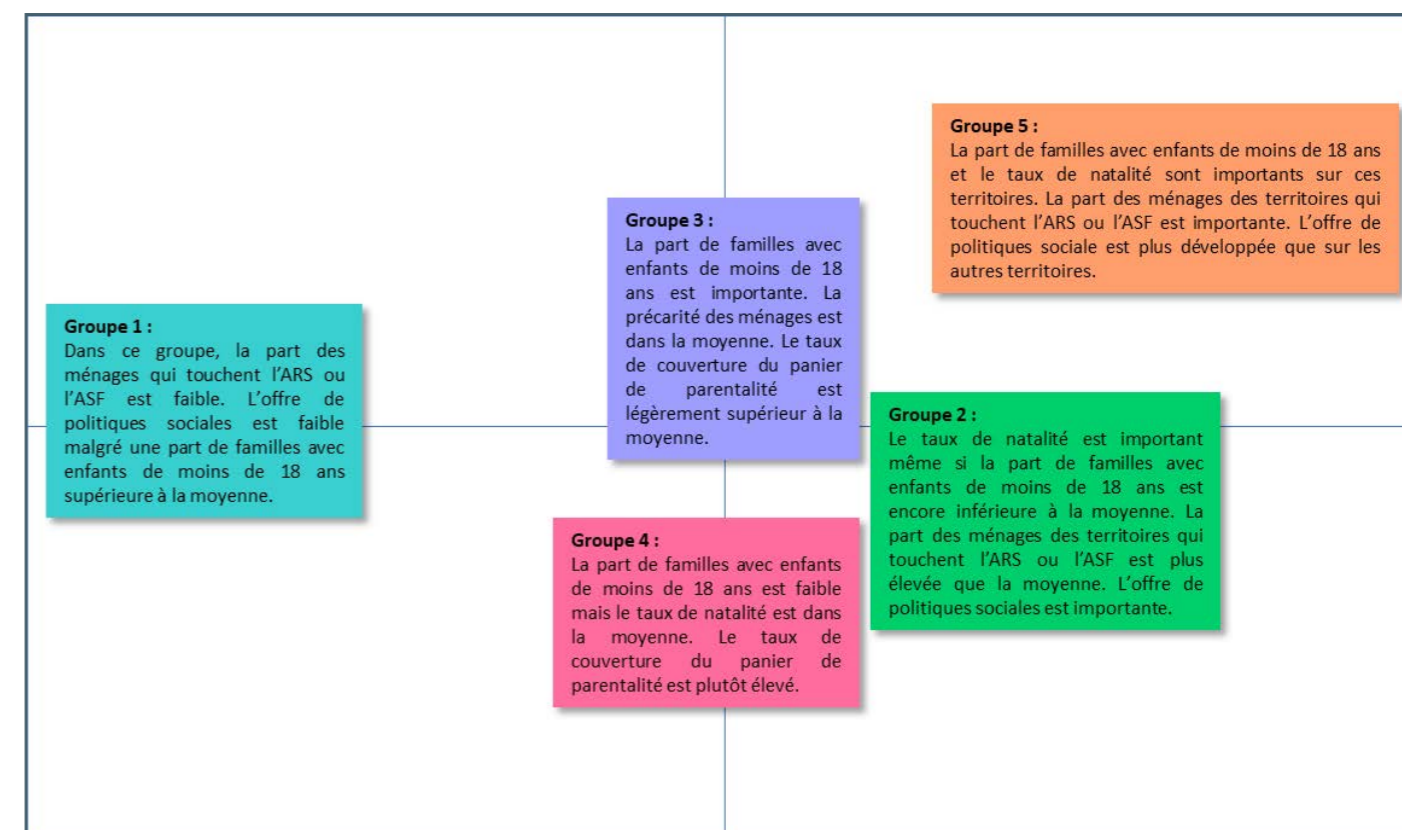 Groupe 5 :
La part de familles avec enfants de moins de 18 ans
et le taux de natalité sont importants sur ces
territoires. La part des ménages des territoires qui
touchent l'ARS ou l'ASF est importante. L'offre de
politiques sociale est plus développée que sur les
autres territoires.
Groupe 3 :
La part de familles avec
enfants de moins de 18
ans est importante. La
précarité des ménages est
dans la moyenne. Le taux
de couverture du panier
de parentalité est
légèrement supérieur à la
moyenne.
Groupe 1 :
Dans ce groupe, la part des
ménages qui touchent l'ARS ou
l'ASF est faible. L'offre de
politiques sociales est faible
malgré une part de familles avec
enfants de moins de 18 ans
supérieure à la moyenne.
Groupe 2 :
Le taux de natalité est important
même si la part de familles avec
enfants de moins de 18 ans est
encore inférieure à la moyenne. La
part des ménages des territoires qui
touchent l'ARS ou l'ASF est plus
élevée que la moyenne. L'offre de
politiques sociales est importante.
Groupe 4 :
La part de familles avec enfants
de moins de 18 ans est faible
mais le taux de natalité est dans
la moyenne. Le taux de
couverture du panier de
parentalité est plutôt élevé.